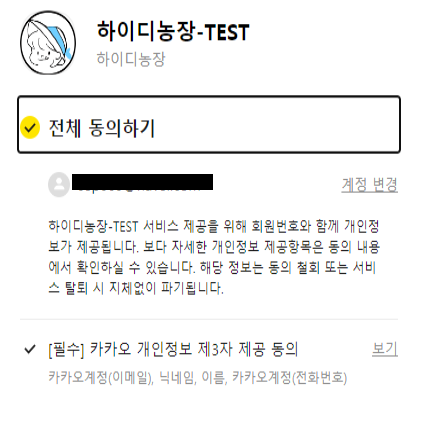 하이디농장-TEST
하이디농장
전체 동의하기
계정 변경
하이디농장-TEST 서비스 제공을 위해 회원번호와 함께 개인정
보가 제공됩니다. 보다 자세한 개인정보 제공항목은 동의 내용
에서 확인하실 수 있습니다. 해당 정보는 동의 철회 또는 서비
스 탈퇴 시 지체없이 파기됩니다.
[필수] 카카오 개인정보 제3자 제공 동의 보기
카카오계정(이메일), 닉네임, 이름, 카카오계정(전화번호)